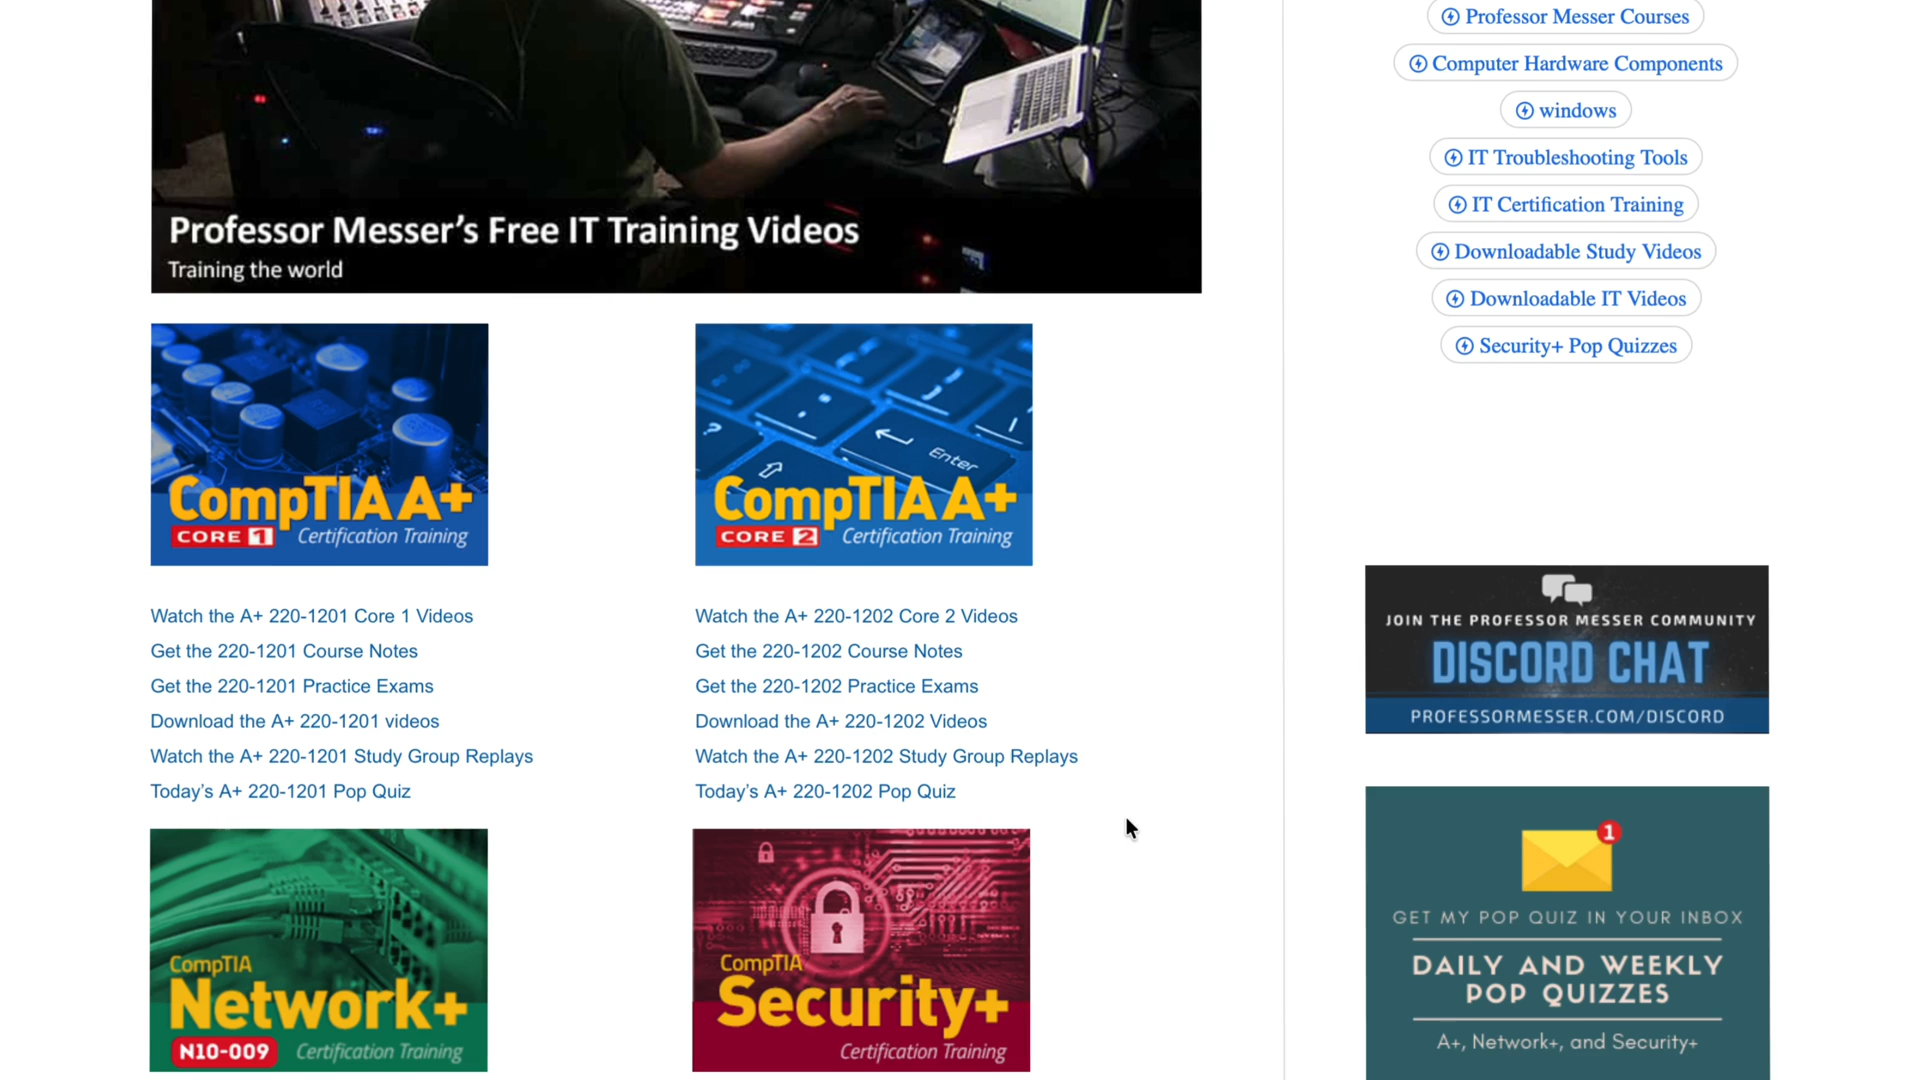 Professor Messer’s Free IT Training Videos
Training the world
CompTIA A+
CORE 1 Certification Training
Watch the A+ 220-1201 Core 1 Videos
Get the 220-1201 Course Notes
Get the 220-1201 Practice Exams
Download the A+ 220-1201 videos
Watch the A+ 220-1201 Study Group Replays
Today’s A+ 220-1201 Pop Quiz
Enter
CompTIA A+
CORE 2 Certification Training
Watch the A+ 220-1202 Core 2 Videos
Get the 220-1202 Course Notes
Get the 220-1202 Practice Exams
Download the A+ 220-1202 Videos
Watch the A+ 220-1202 Study Group Replays
Today’s A+ 220-1202 Pop Quiz
CompTIA
Network+
N10-009 Certification Training
CompTIA
Security+
Certification Training
Professor Messer Courses
Computer Hardware Components
windows
IT Troubleshooting Tools
IT Certification Training
Downloadable Study Videos
Downloadable IT Videos
Security+ Pop Quizzes
JOIN THE PROFESSOR MESSER COMMUNITY
DISCORD CHAT
PROFESSORMESSER.COM/DISCORD
1
GET MY POP QUIZ IN YOUR INBOX
DAILY AND WEEKLY
POP QUIZZES
A+, Network+, and Security+